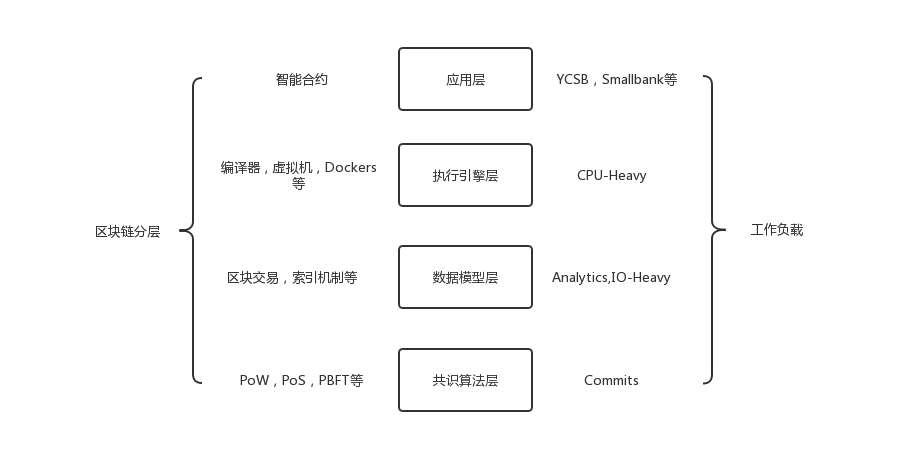 智能合约
应用层
YCSB，Smallbank等
编译器，虚拟机，Dockers
等
执行引擎层
CPU-Heavy
区块链分层
工作负载
区块交易，索引机制等
数据模型层
Analytics,IO-Heavy
PoW，PoS，PBFT等
共识算法层
Commits